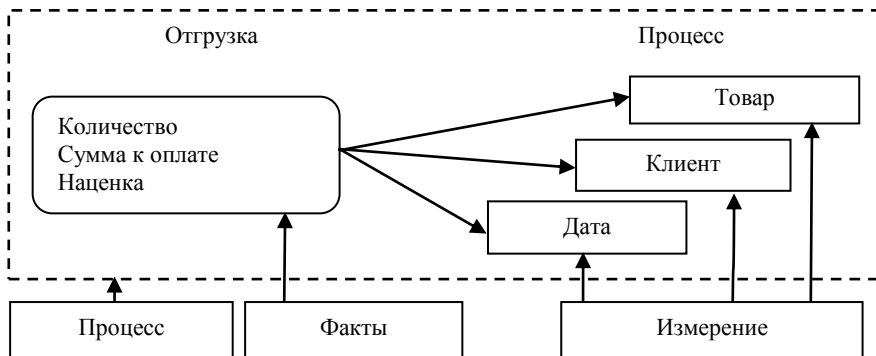 Отгрузка
Процесс
Количество
Сумма к оплате
Наценка
Товар
Клиент
Дата
Процесс
Факты
Измерение